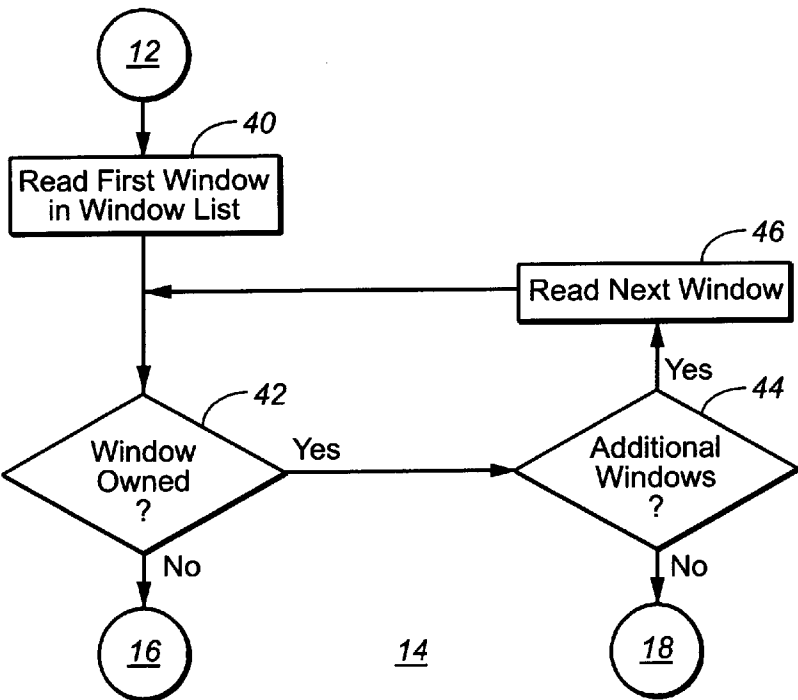 12
40
Read First Window
in Window List
46
Read Next Window
Yes
42
44
Window
Owned
?
Yes
Additional
Windows
?
No
No
16
14
18